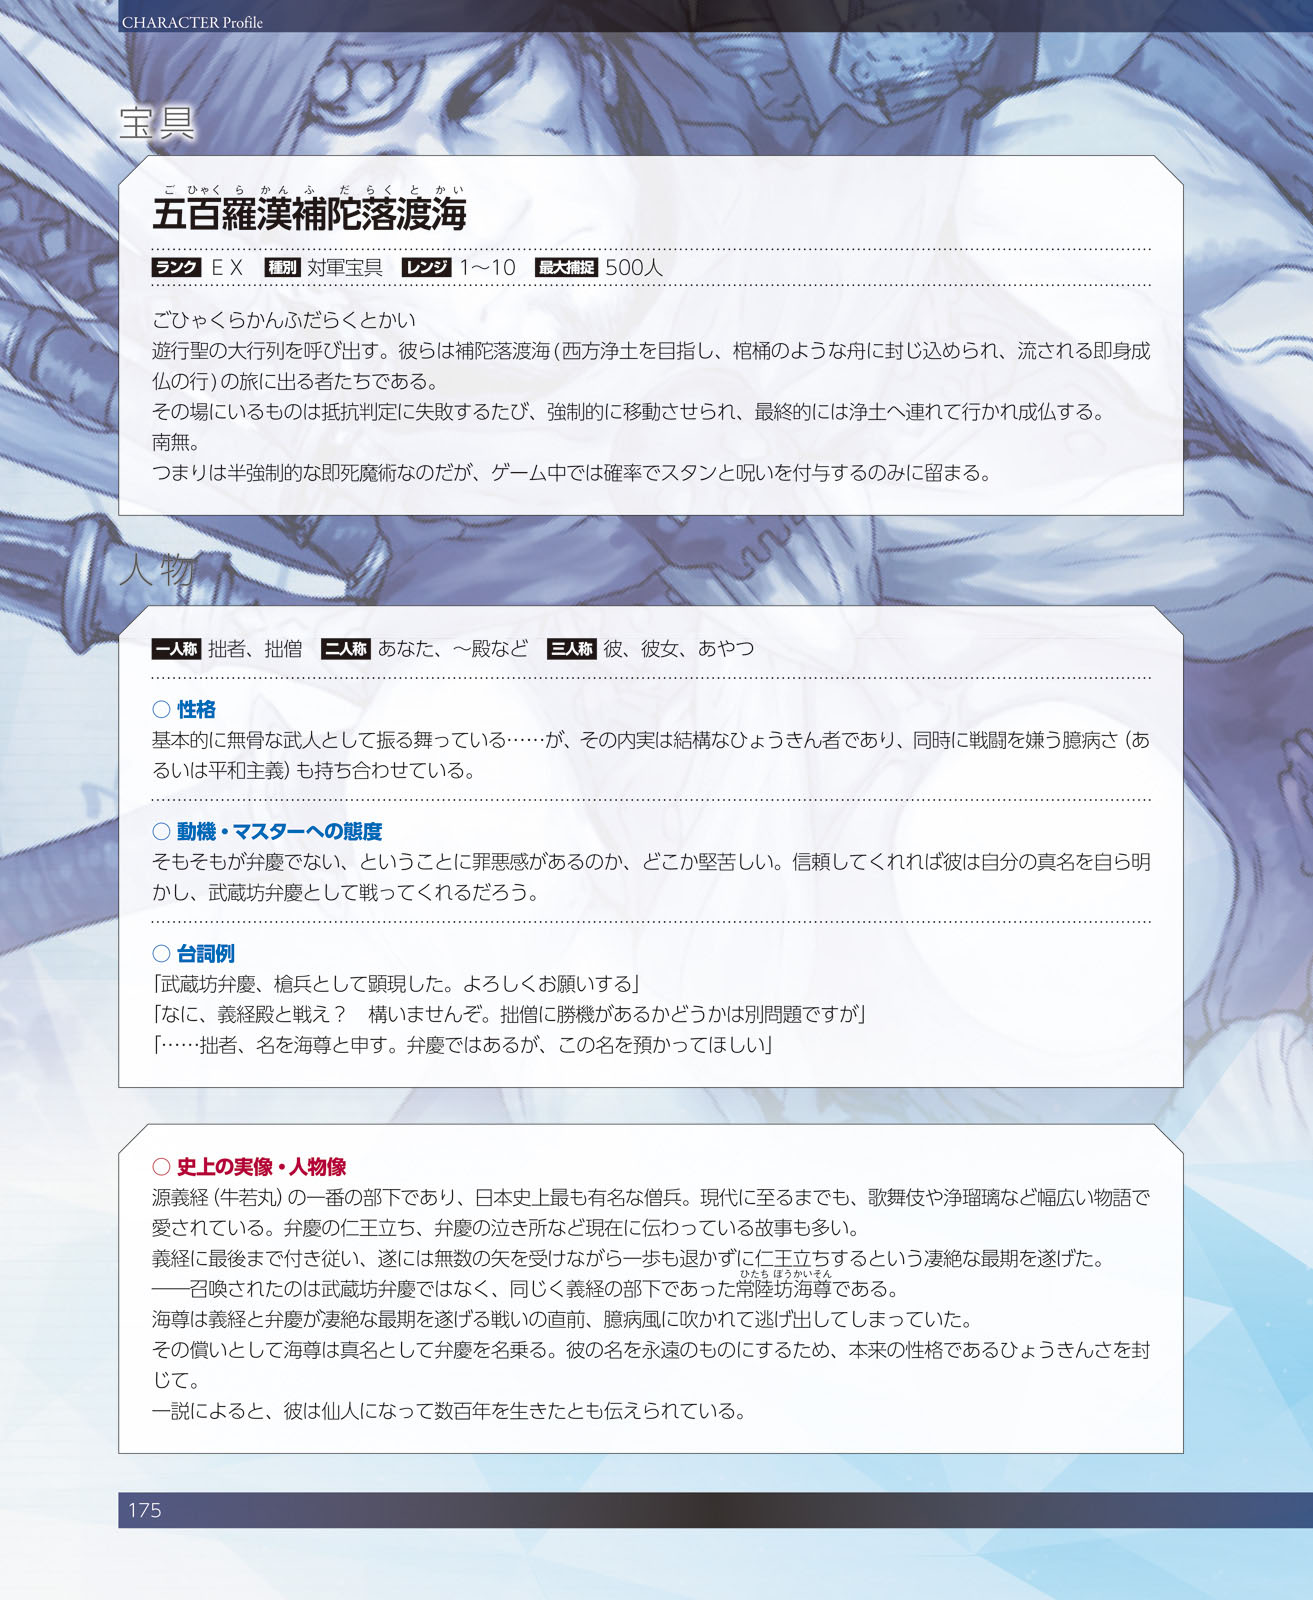 CHARACTER Profile
宝具
ごひゃくらかんふだらくとかい
五百羅漢補陀落渡海
ランク EX 種別 対軍宝具 レンジ 1～10 最大捕捉 500人
ごひゃくらかんふだらくとかい
遊行聖の大行列を呼び出す。彼らは補陀落渡海(西方浄土を目指し、棺桶のような舟に封じ込められ、流される即身成
仏の行)の旅に出る者たちである。
その場にいるものは抵抗判定に失敗するたび、強制的に移動させられ、最終的には浄土へ連れて行かれ成仏する。
南無。
つまりは半強制的な即死魔術なのだが、ゲーム中では確率でスタンと呪いを付与するのみに留まる。
人物
一人称 拙者、拙僧 二人称 あなた、～殿など 三人称 彼、彼女、あやつ
○ 性格
基本的に無骨な武人として振る舞っている……が、その内実は結構なひょうきん者であり、同時に戦闘を嫌う臆病さ（あ
るいは平和主義）も持ち合わせている。
○ 動機・マスターへの態度
そもそもが弁慶でない、ということに罪悪感があるのか、どこか堅苦しい。信頼してくれれば彼は自分の真名を自ら明
かし、武蔵坊弁慶として戦ってくれるだろう。
○ 台詞例
「武蔵坊弁慶、槍兵として顕現した。よろしくお願いする」
「なに、義経殿と戦え？　構いませんぞ。拙僧に勝機があるかどうかは別問題ですが」
「……拙者、名を海尊と申す。弁慶ではあるが、この名を預かってほしい」
○ 史上の実像・人物像
源義経（牛若丸）の一番の部下であり、日本史上最も有名な僧兵。現代に至るまでも、歌舞伎や浄瑠璃など幅広い物語で
愛されている。弁慶の仁王立ち、弁慶の泣き所など現在に伝わっている故事も多い。
義経に最後まで付き従い、遂には無数の矢を受けながら一歩も退かずに仁王立ちするという凄絶な最期を遂げた。
ひたちぼうかいそん
――召喚されたのは武蔵坊弁慶ではなく、同じく義経の部下であった常陸坊海尊である。
海尊は義経と弁慶が凄絶な最期を遂げる戦いの直前、臆病風に吹かれて逃げ出してしまっていた。
その償いとして海尊は真名として弁慶を名乗る。彼の名を永遠のものにするため、本来の性格であるひょうきんさを封
じて。
一説によると、彼は仙人になって数百年を生きたとも伝えられている。
175